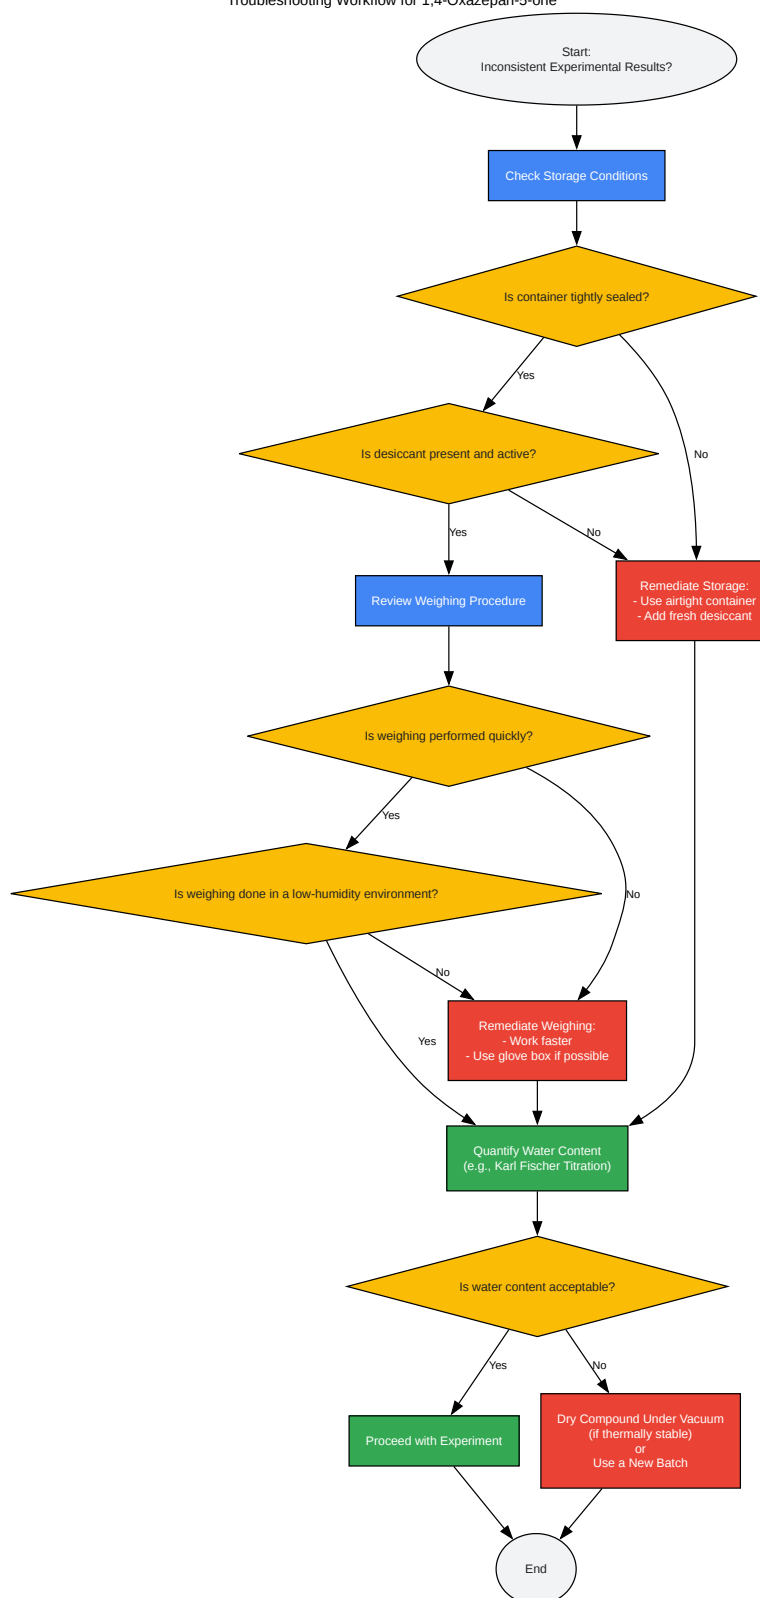 Troubleshooting Workflow for 1,4-Oxazepan-5-one
Start:
Inconsistent Experimental Results?
Check Storage Conditions
Is container tightly sealed?
Yes
No
Is desiccant present and active?
Yes
No
Remediate Storage:
- Use airtight container
- Add fresh desiccant
Review Weighing Procedure
Is weighing performed quickly?
Yes
No
Is weighing done in a low-humidity environment?
No
Yes
Remediate Weighing:
- Work faster
- Use glove box if possible
Quantify Water Content
(e.g., Karl Fischer Titration)
Is water content acceptable?
Yes
No
Proceed with Experiment
Dry Compound Under Vacuum
(if thermally stable)
or
Use a New Batch
End